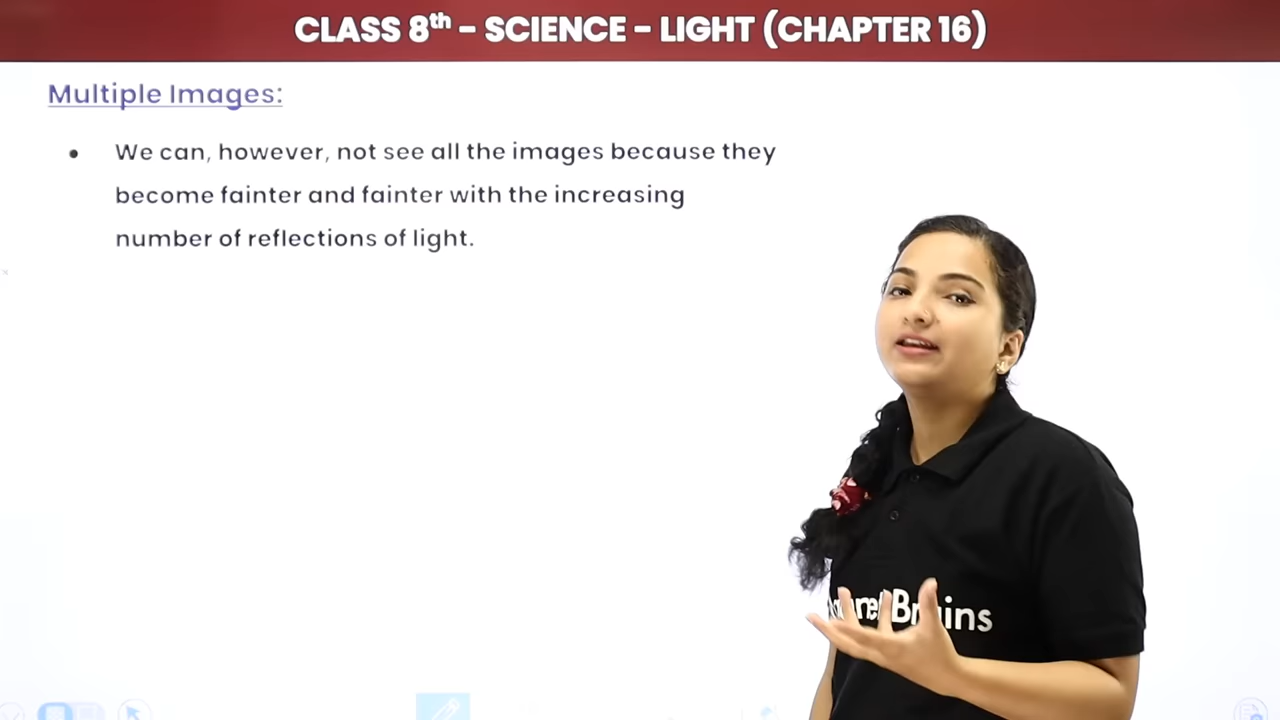 CLASS 8th – SCIENCE – LIGHT (CHAPTER 16)
Multiple Images:
• We can, however, not see all the images because they
become fainter and fainter with the increasing
number of reflections of light.